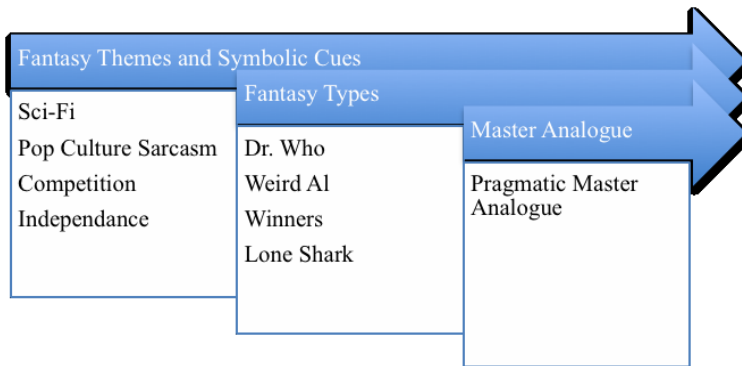 Fantasy Themes and Symbolic Cues
Sci-Fi
Pop Culture Sarcasm
Competition
Independance
Fantasy Types
Dr. Who
Weird Al
Winners
Lone Shark
Master Analogue
Pragmatic Master
Analogue